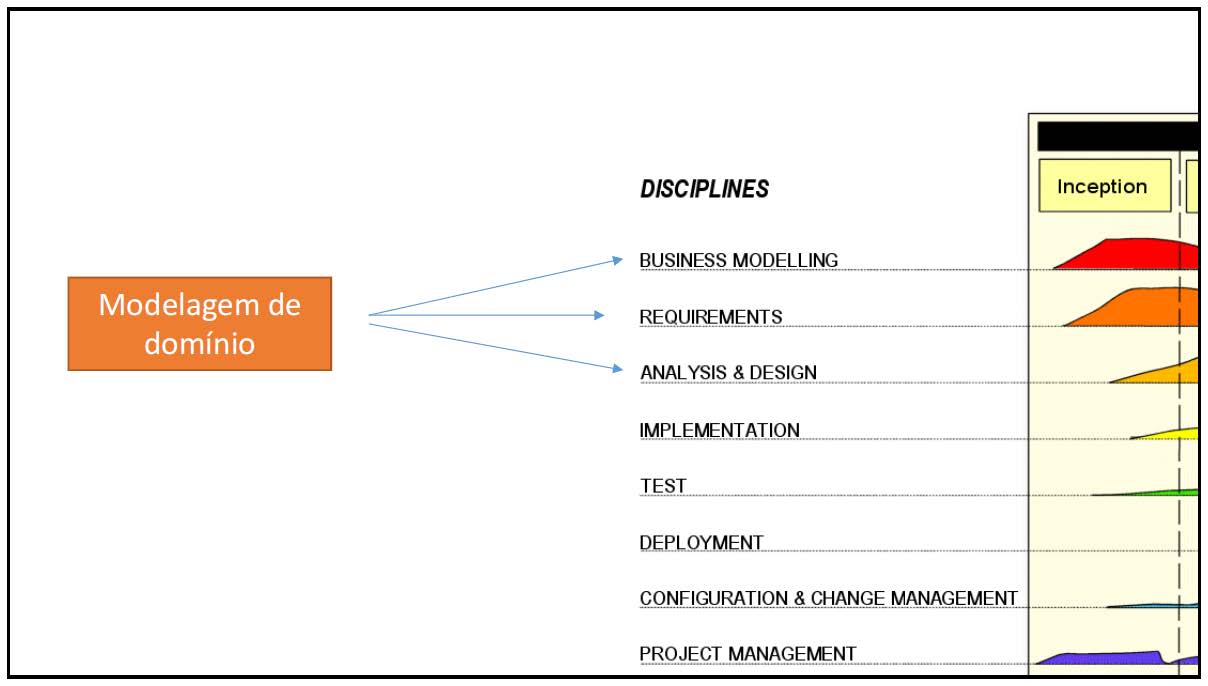 DISCIPLINES
Inception
BUSINESS MODELLING
Modelagem de
domínio
REQUIREMENTS
ANALYSIS & DESIGN
IMPLEMENTATION
TEST
DEPLOYMENT
CONFIGURATION & CHANGE MANAGEMENT
PROJECT MANAGEMENT